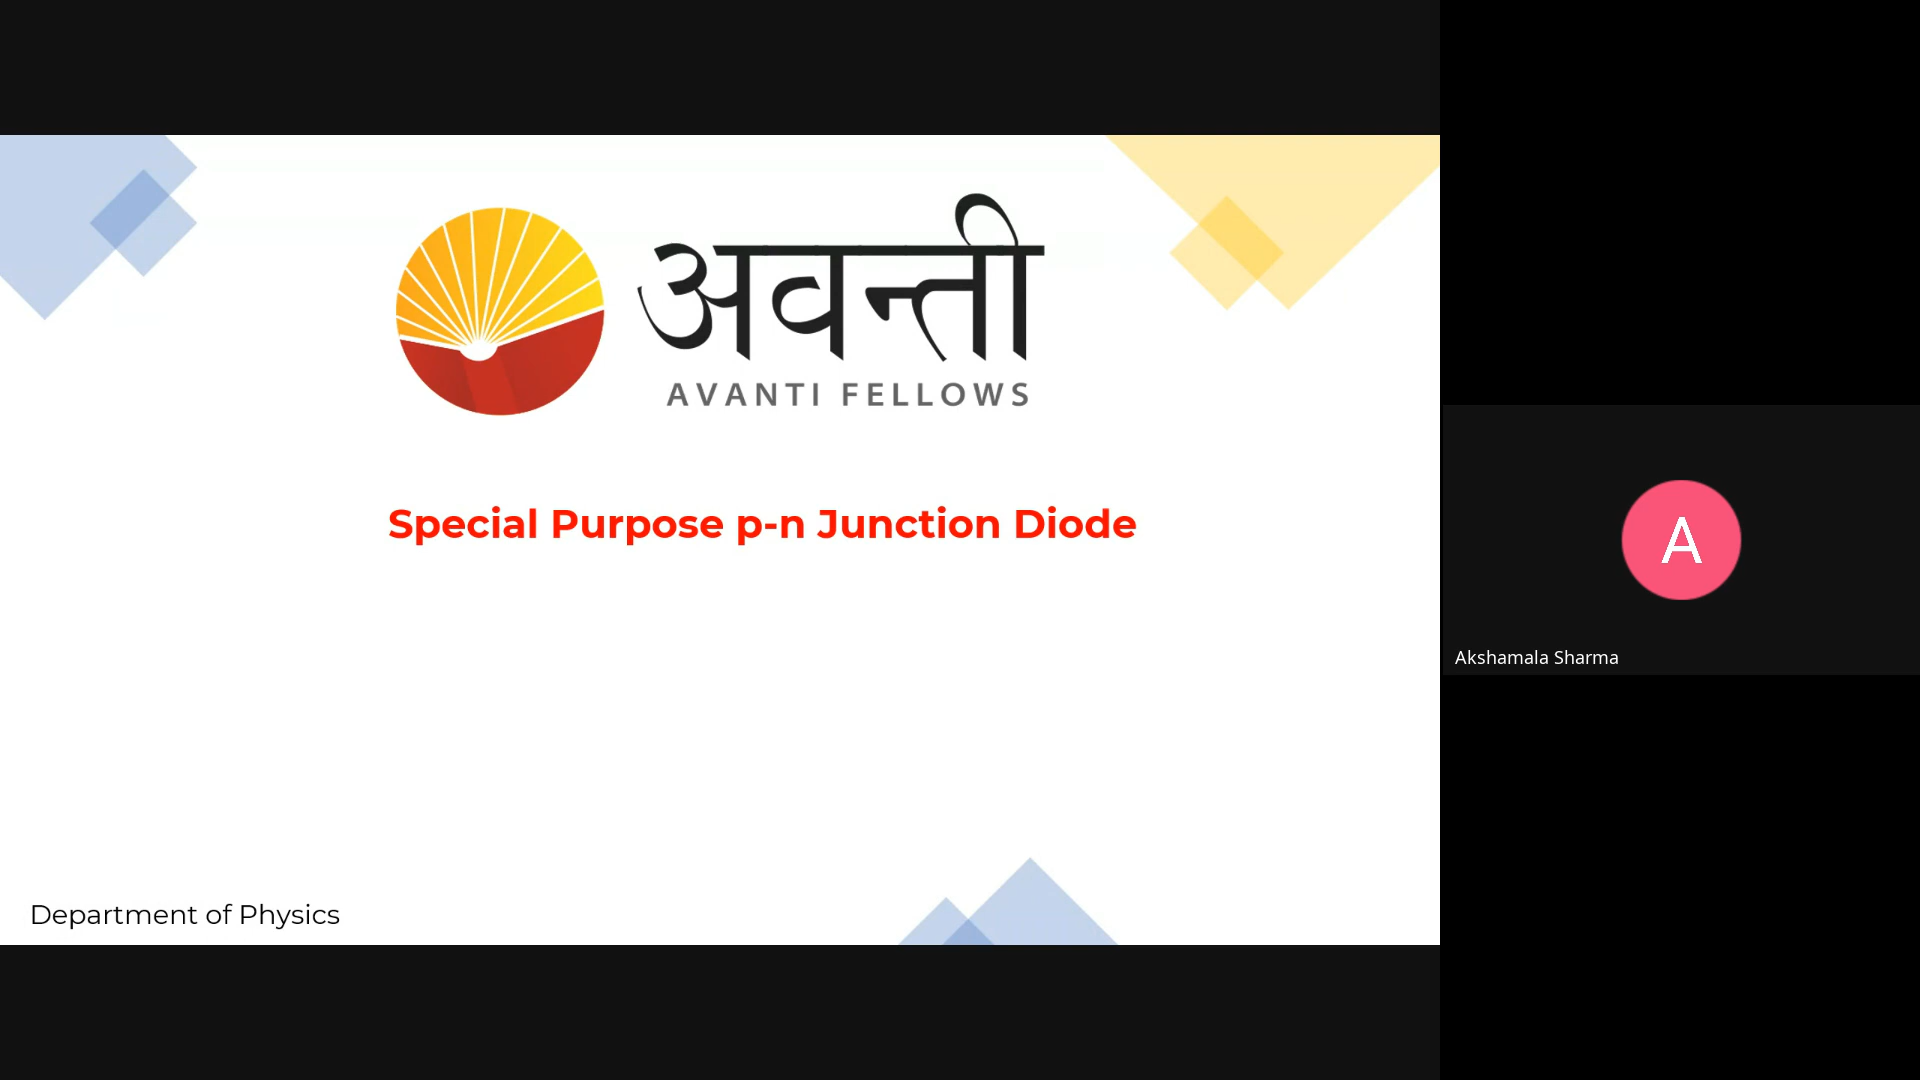 अवन्ती
AVANTI FELLOWS
Special Purpose p-n Junction Diode
Department of Physics
A
Akshamala Sharma